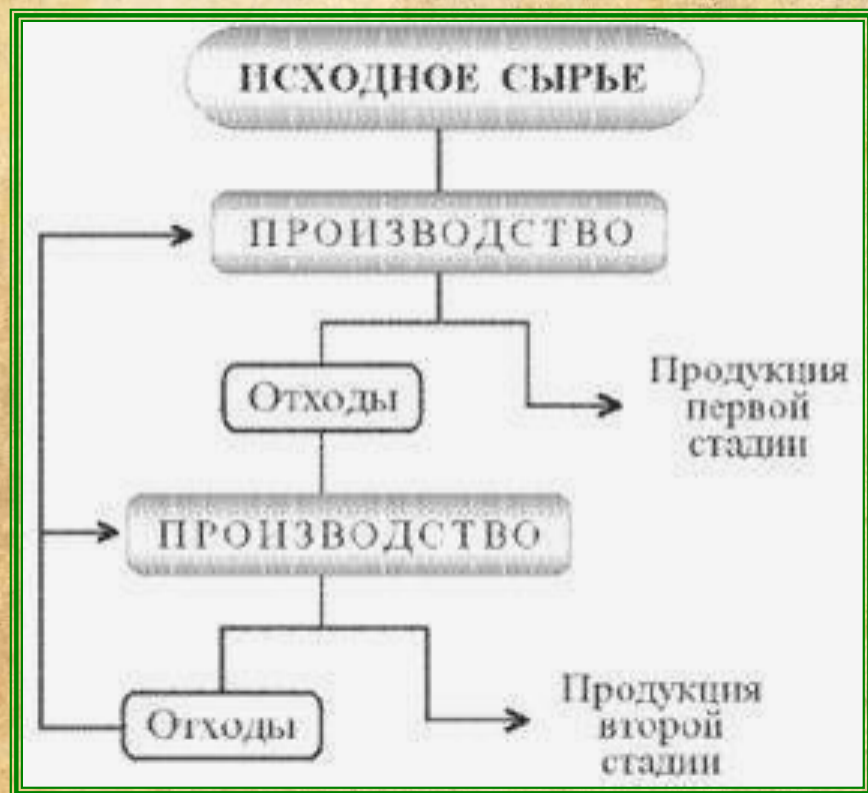 ИСХОДНОЕ СЫРЬЕ
ПРОИЗВОДСТВО
Отходы
Продукция
первой
стадии
ПРОИЗВОДСТВО
Отходы
Продукция
второй
стадии